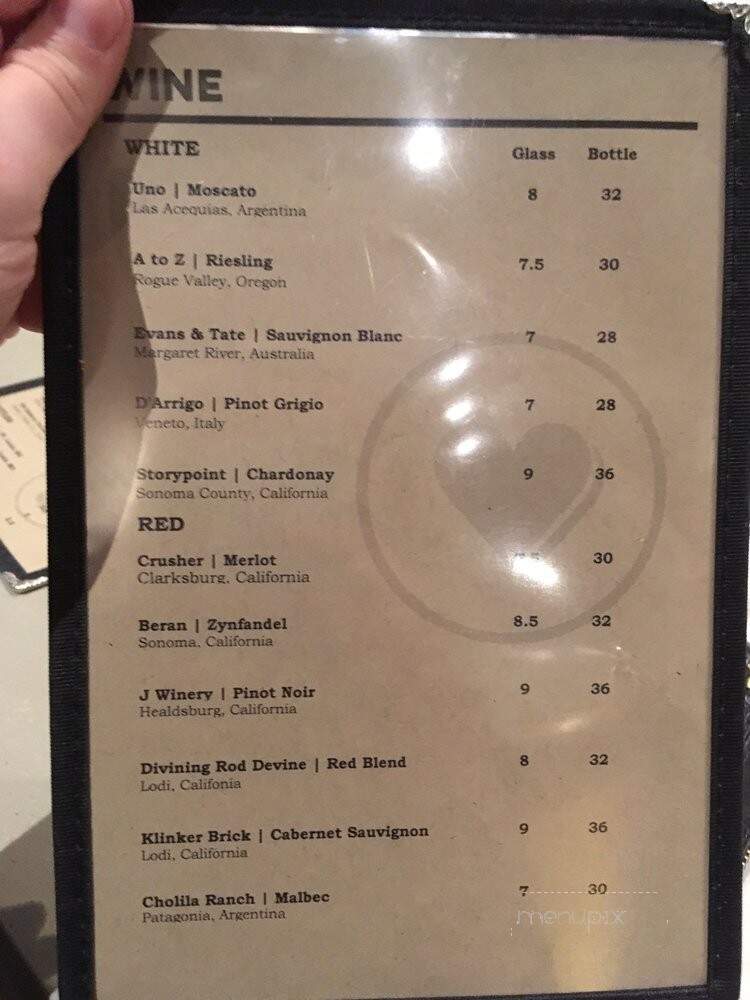 WINE
WHITE Glass Bottle
Uno | Moscato 8 32
Las Acequias, Argentina
A to Z | Riesling 7.5 30
Rogue Valley, Oregon
Evans & Tate | Sauvignon Blanc 7 28
Margaret River, Australia
D'Arrigo | Pinot Grigio 7 28
Veneto, Italy
Storypoint | Chardonay 9 36
Sonoma County, California
RED
Crusher | Merlot 30
Clarksburg, California
Beran | Zynfandel 8.5 32
Sonoma, California
J Winery | Pinot Noir 9 36
Healdsburg, California
Divining Rod Devine | Red Blend 8 32
Lodi, Califonia
Klinker Brick | Cabernet Sauvignon 9 36
Lodi, California
Cholila Ranch | Malbec 7 30
Patagonia, Argentina
menupix